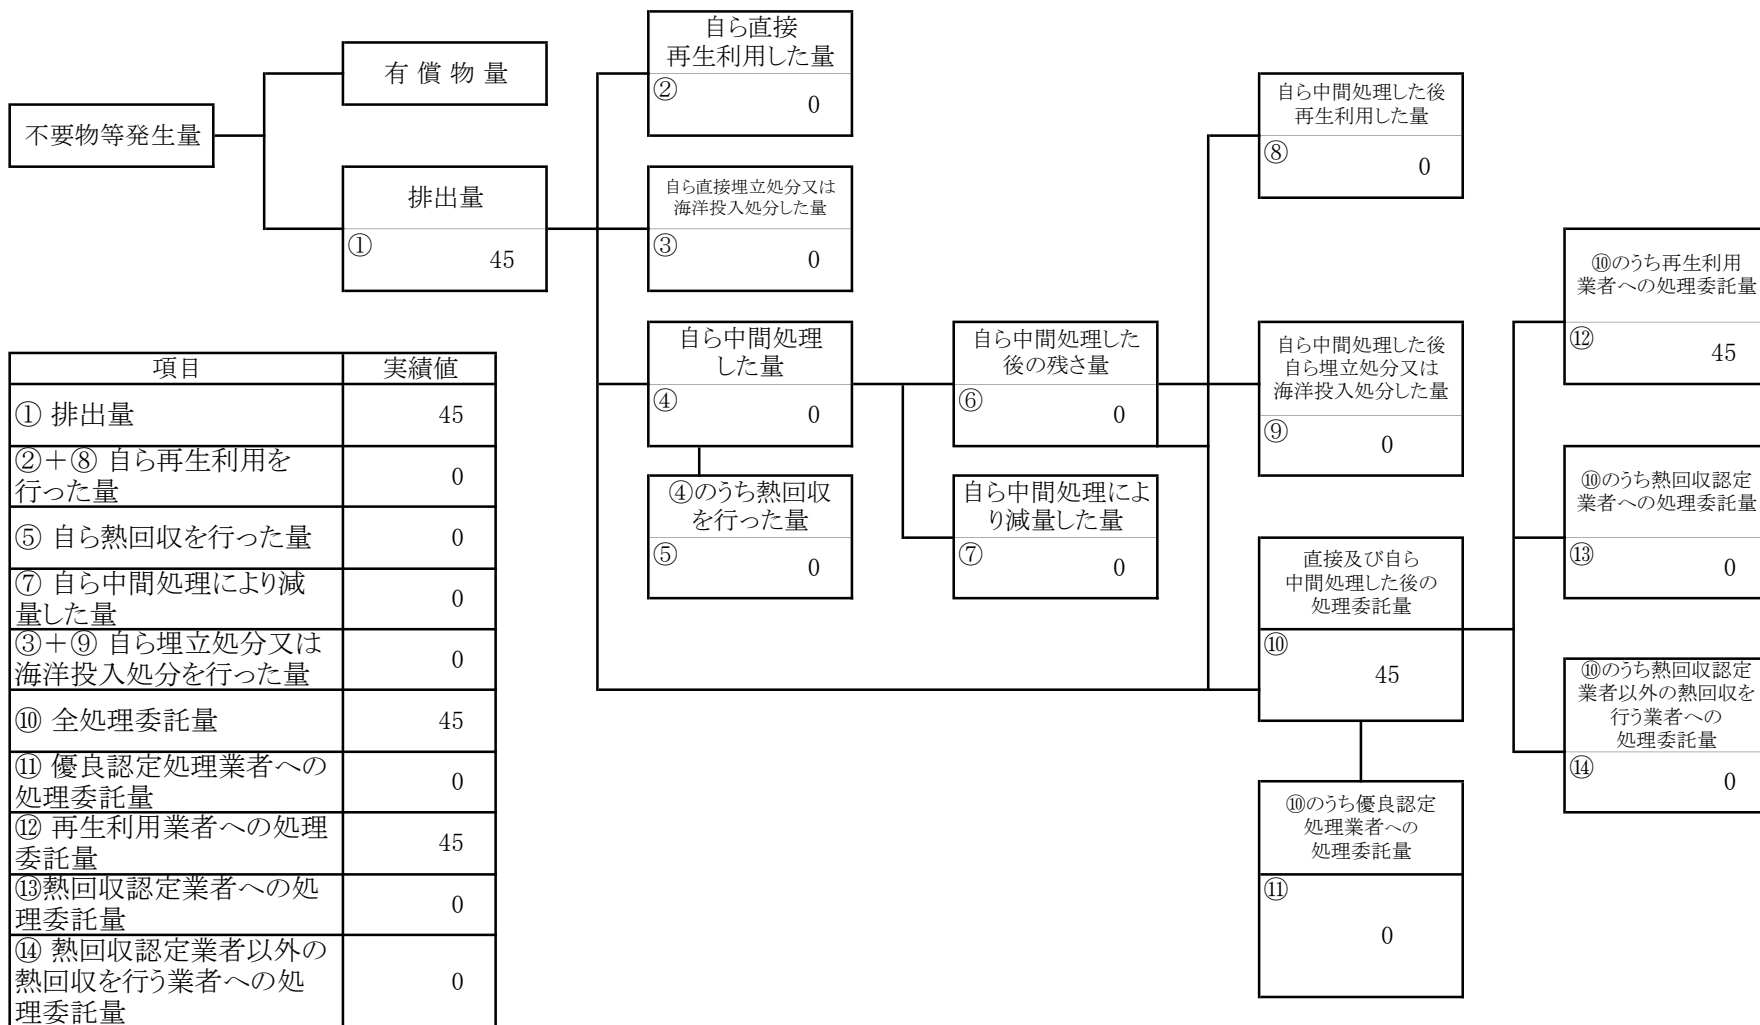 不要物等発生量
有 償 物 量
排出量
①
45
自ら直接
再生利用した量
②
0
自ら直接埋立処分又は
海洋投入処分した量
③
0
自ら中間処理
した量
④
0
④のうち熱回収
を行った量
⑤
0
自ら中間処理した
後の残さ量
⑥
0
自ら中間処理によ
り減量した量
⑦
0
自ら中間処理した後
再生利用した量
⑧
0
自ら中間処理した後
自ら埋立処分又は
海洋投入処分した量
⑨
0
直接及び自ら
中間処理した後の
処理委託量
⑩
45
⑩のうち優良認定
処理業者への
処理委託量
⑪
0
⑩のうち再生利用
業者への処理委託量
⑫
45
⑩のうち熱回収認定
業者への処理委託量
⑬
0
⑩のうち熱回収認定
業者以外の熱回収を
行う業者への
処理委託量
⑭
0
項目 実績値
① 排出量 45
②＋⑧ 自ら再生利用を
行った量 0
⑤ 自ら熱回収を行った量 0
⑦ 自ら中間処理により減
量した量 0
③＋⑨ 自ら埋立処分又は
海洋投入処分を行った量 0
⑩ 全処理委託量 45
⑪ 優良認定処理業者への
処理委託量 0
⑫ 再生利用業者への処理
委託量 45
⑬熱回収認定業者への処
理委託量 0
⑭ 熱回収認定業者以外の
熱回収を行う業者への処
理委託量 0